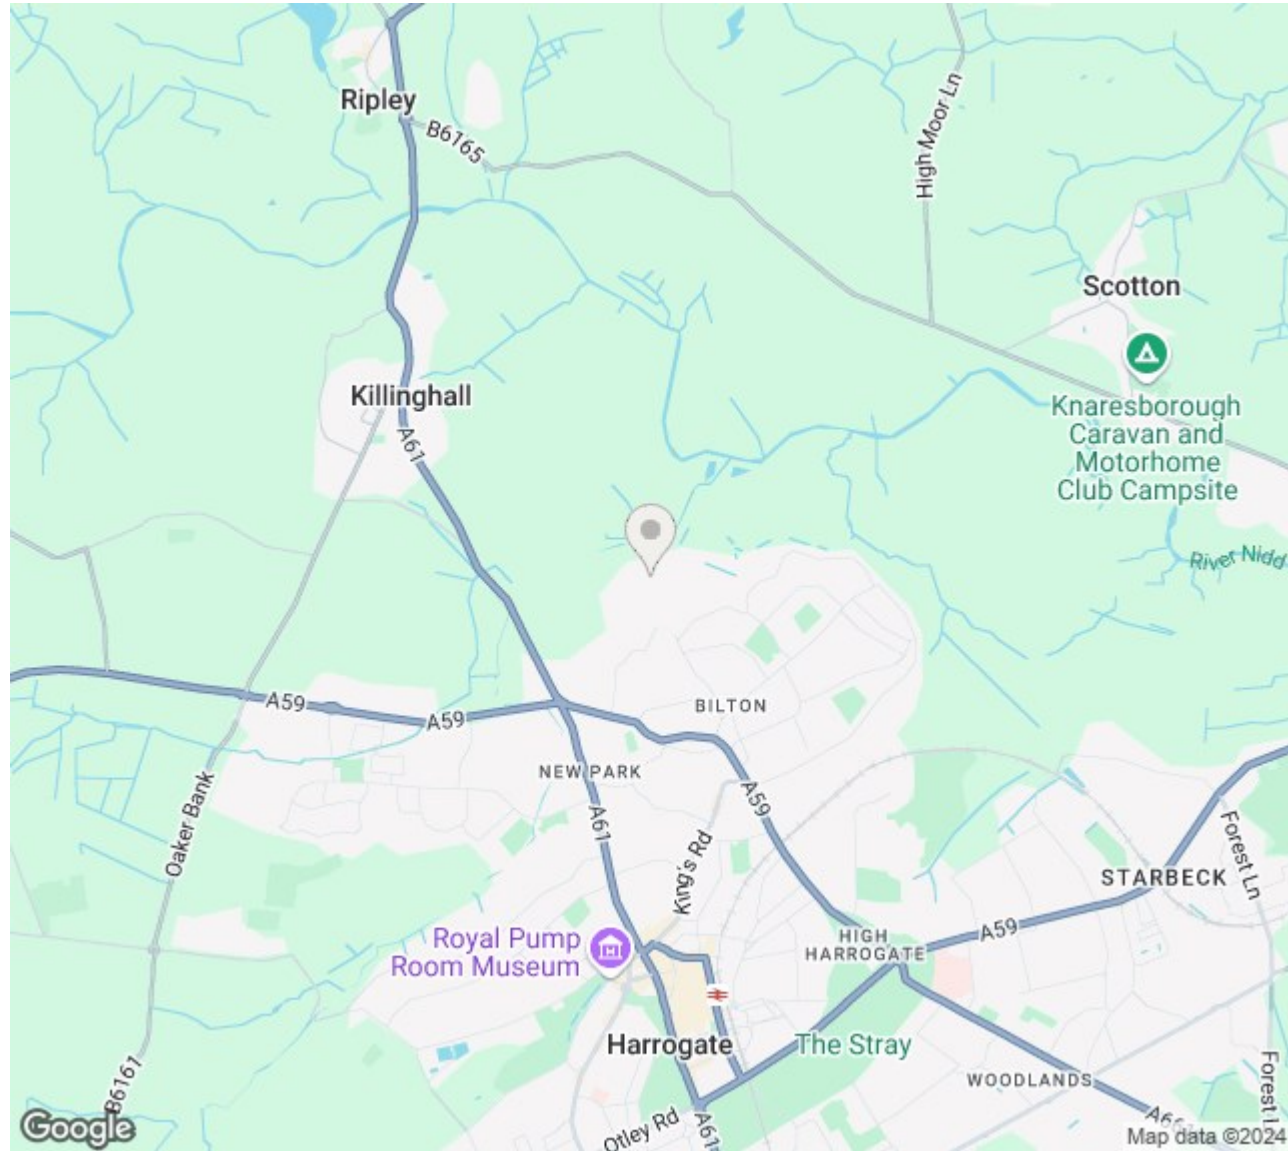 Ripley
B6165
High Moor Ln
Scotton
Killinghall
A61
Knaresborough
Caravan and
Motorhome
Club Campsite
River Nidd
A59
A59
BILTON
NEW PARK
A59
A61
Oaker Bank
King's Rd
Forest Ln
STARBECK
A59
Royal Pump
Room Museum
HIGH
HARROGATE
Harrogate
The Stray
WOODLANDS
B6161
Otley Rd
A61
A661
Forest L
Google
Map data ©2024